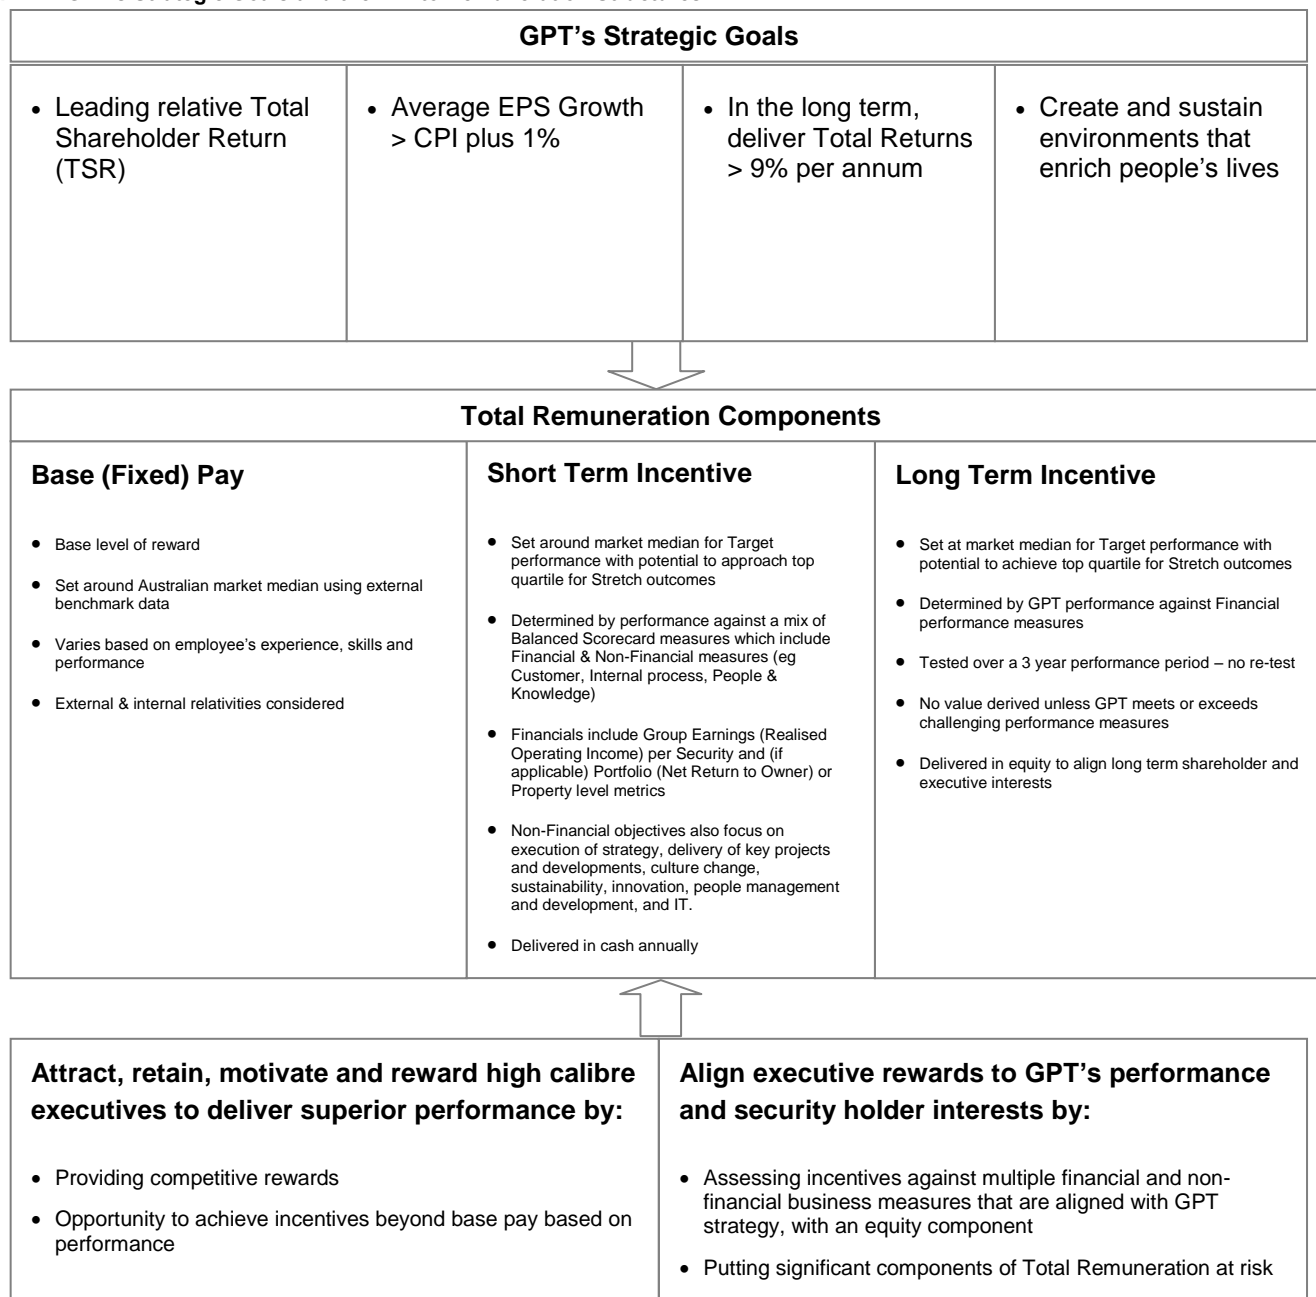 GPT's Strategic Goals
• Leading relative Total
Shareholder Return
(TSR)
• Average EPS Growth
> CPI plus 1%
• In the long term,
deliver Total Returns
> 9% per annum
• Create and sustain
environments that
enrich people's lives
Total Remuneration Components
Base (Fixed) Pay
• Base level of reward
• Set around Australian market median using external
benchmark data
• Varies based on employee's experience, skills and
performance
• External & internal relativities considered
Short Term Incentive
• Set around market median for Target
performance with potential to approach top
quartile for Stretch outcomes
• Determined by performance against a mix of
Balanced Scorecard measures which include
Financial & Non-Financial measures (eg
Customer, Internal process, People &
Knowledge)
• Financials include Group Earnings (Realised
Operating Income) per Security and (if
applicable) Portfolio (Net Return to Owner) or
Property level metrics
• Non-Financial objectives also focus on
execution of strategy, delivery of key projects
and developments, culture change,
sustainability, innovation, people management
and development, and IT.
• Delivered in cash annually
Long Term Incentive
• Set at market median for Target performance with
potential to achieve top quartile for Stretch outcomes
• Determined by GPT performance against Financial
performance measures
• Tested over a 3 year performance period – no re-test
• No value derived unless GPT meets or exceeds
challenging performance measures
• Delivered in equity to align long term shareholder and
executive interests
Attract, retain, motivate and reward high calibre
executives to deliver superior performance by:
• Providing competitive rewards
• Opportunity to achieve incentives beyond base pay based on
performance
Align executive rewards to GPT's performance
and security holder interests by:
• Assessing incentives against multiple financial and non-
financial business measures that are aligned with GPT
strategy, with an equity component
• Putting significant components of Total Remuneration at risk